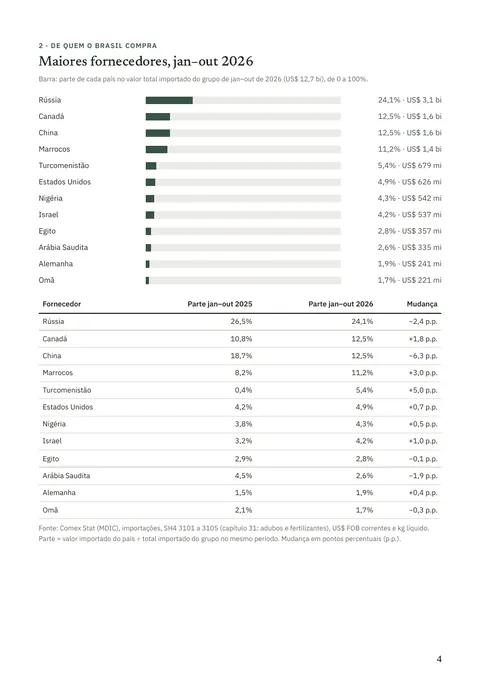 2 · DE QUEM O BRASIL COMPRA
Maiores fornecedores, jan–out 2026
Barra: parte de cada país no valor total importado do grupo de jan–out de 2026 (US$ 12,7 bi), de 0 a 100%.
Rússia 24,1% · US$ 3,1 bi
Canadá 12,5% · US$ 1,6 bi
China 12,5% · US$ 1,6 bi
Marrocos 11,2% · US$ 1,4 bi
Turcomenistão 5,4% · US$ 679 mi
Estados Unidos 4,9% · US$ 626 mi
Nigéria 4,3% · US$ 542 mi
Israel 4,2% · US$ 537 mi
Egito 2,8% · US$ 357 mi
Arábia Saudita 2,6% · US$ 335 mi
Alemanha 1,9% · US$ 241 mi
Omã 1,7% · US$ 221 mi
Fornecedor Parte jan–out 2025 Parte jan–out 2026 Mudança
Rússia 26,5% 24,1% −2,4 p.p.
Canadá 10,8% 12,5% +1,8 p.p.
China 18,7% 12,5% −6,3 p.p.
Marrocos 8,2% 11,2% +3,0 p.p.
Turcomenistão 0,4% 5,4% +5,0 p.p.
Estados Unidos 4,2% 4,9% +0,7 p.p.
Nigéria 3,8% 4,3% +0,5 p.p.
Israel 3,2% 4,2% +1,0 p.p.
Egito 2,9% 2,8% −0,1 p.p.
Arábia Saudita 4,5% 2,6% −1,9 p.p.
Alemanha 1,5% 1,9% +0,4 p.p.
Omã 2,1% 1,7% −0,3 p.p.
Fonte: Comex Stat (MDIC), importações, SH4 3101 a 3105 (capítulo 31: adubos e fertilizantes), US$ FOB correntes e kg líquido.
Parte = valor importado do país ÷ total importado do grupo no mesmo período. Mudança em pontos percentuais (p.p.).
4